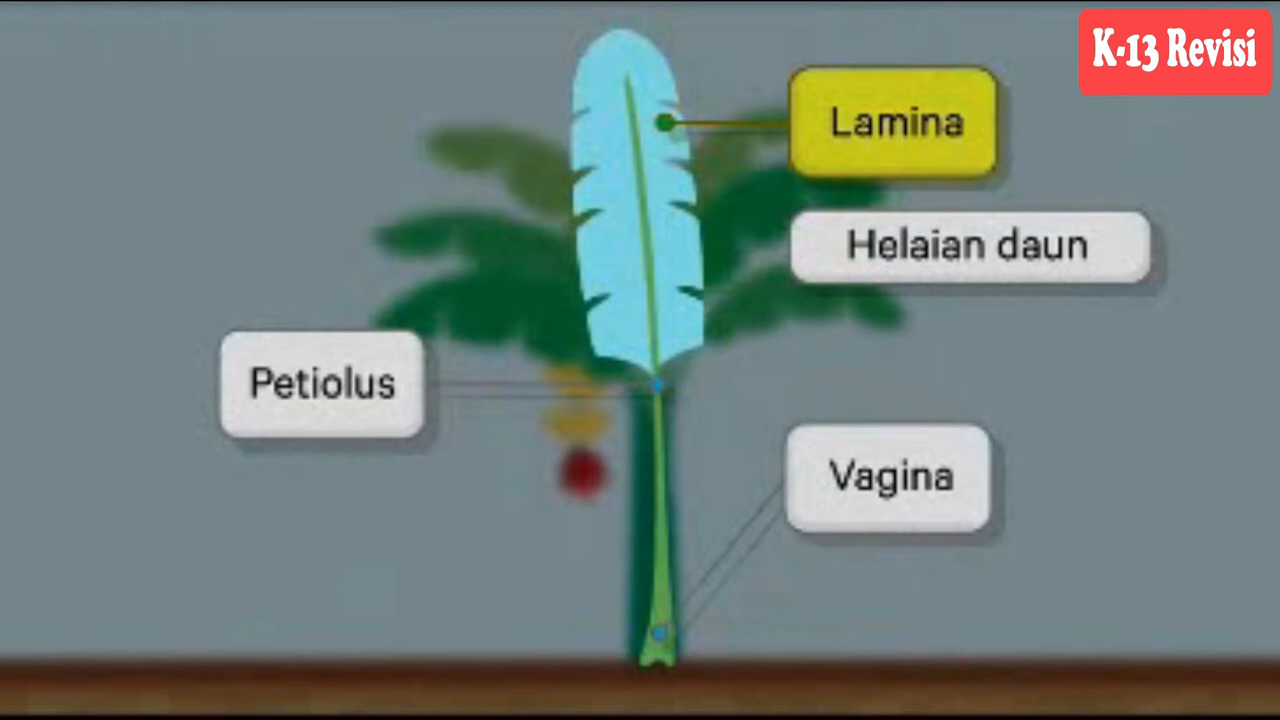 K-13 Revisi
Lamina
Helaian daun
Petiolus
Vagina